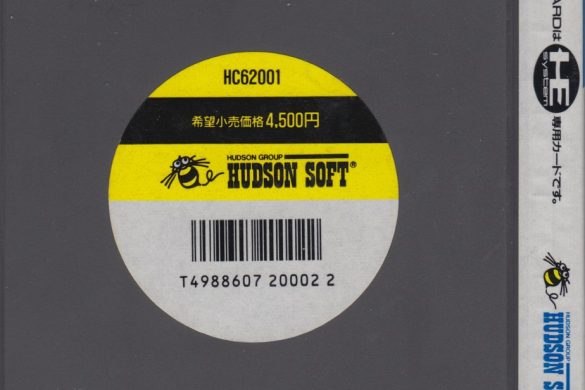 HC62001
希望小売価格 4,500円
HUDSON GROUP
HUDSON SOFT®
T4988607 20002 2
ARDは HE SYSTEM 専用カードです。
HUDSON GROUP
HUDSON S